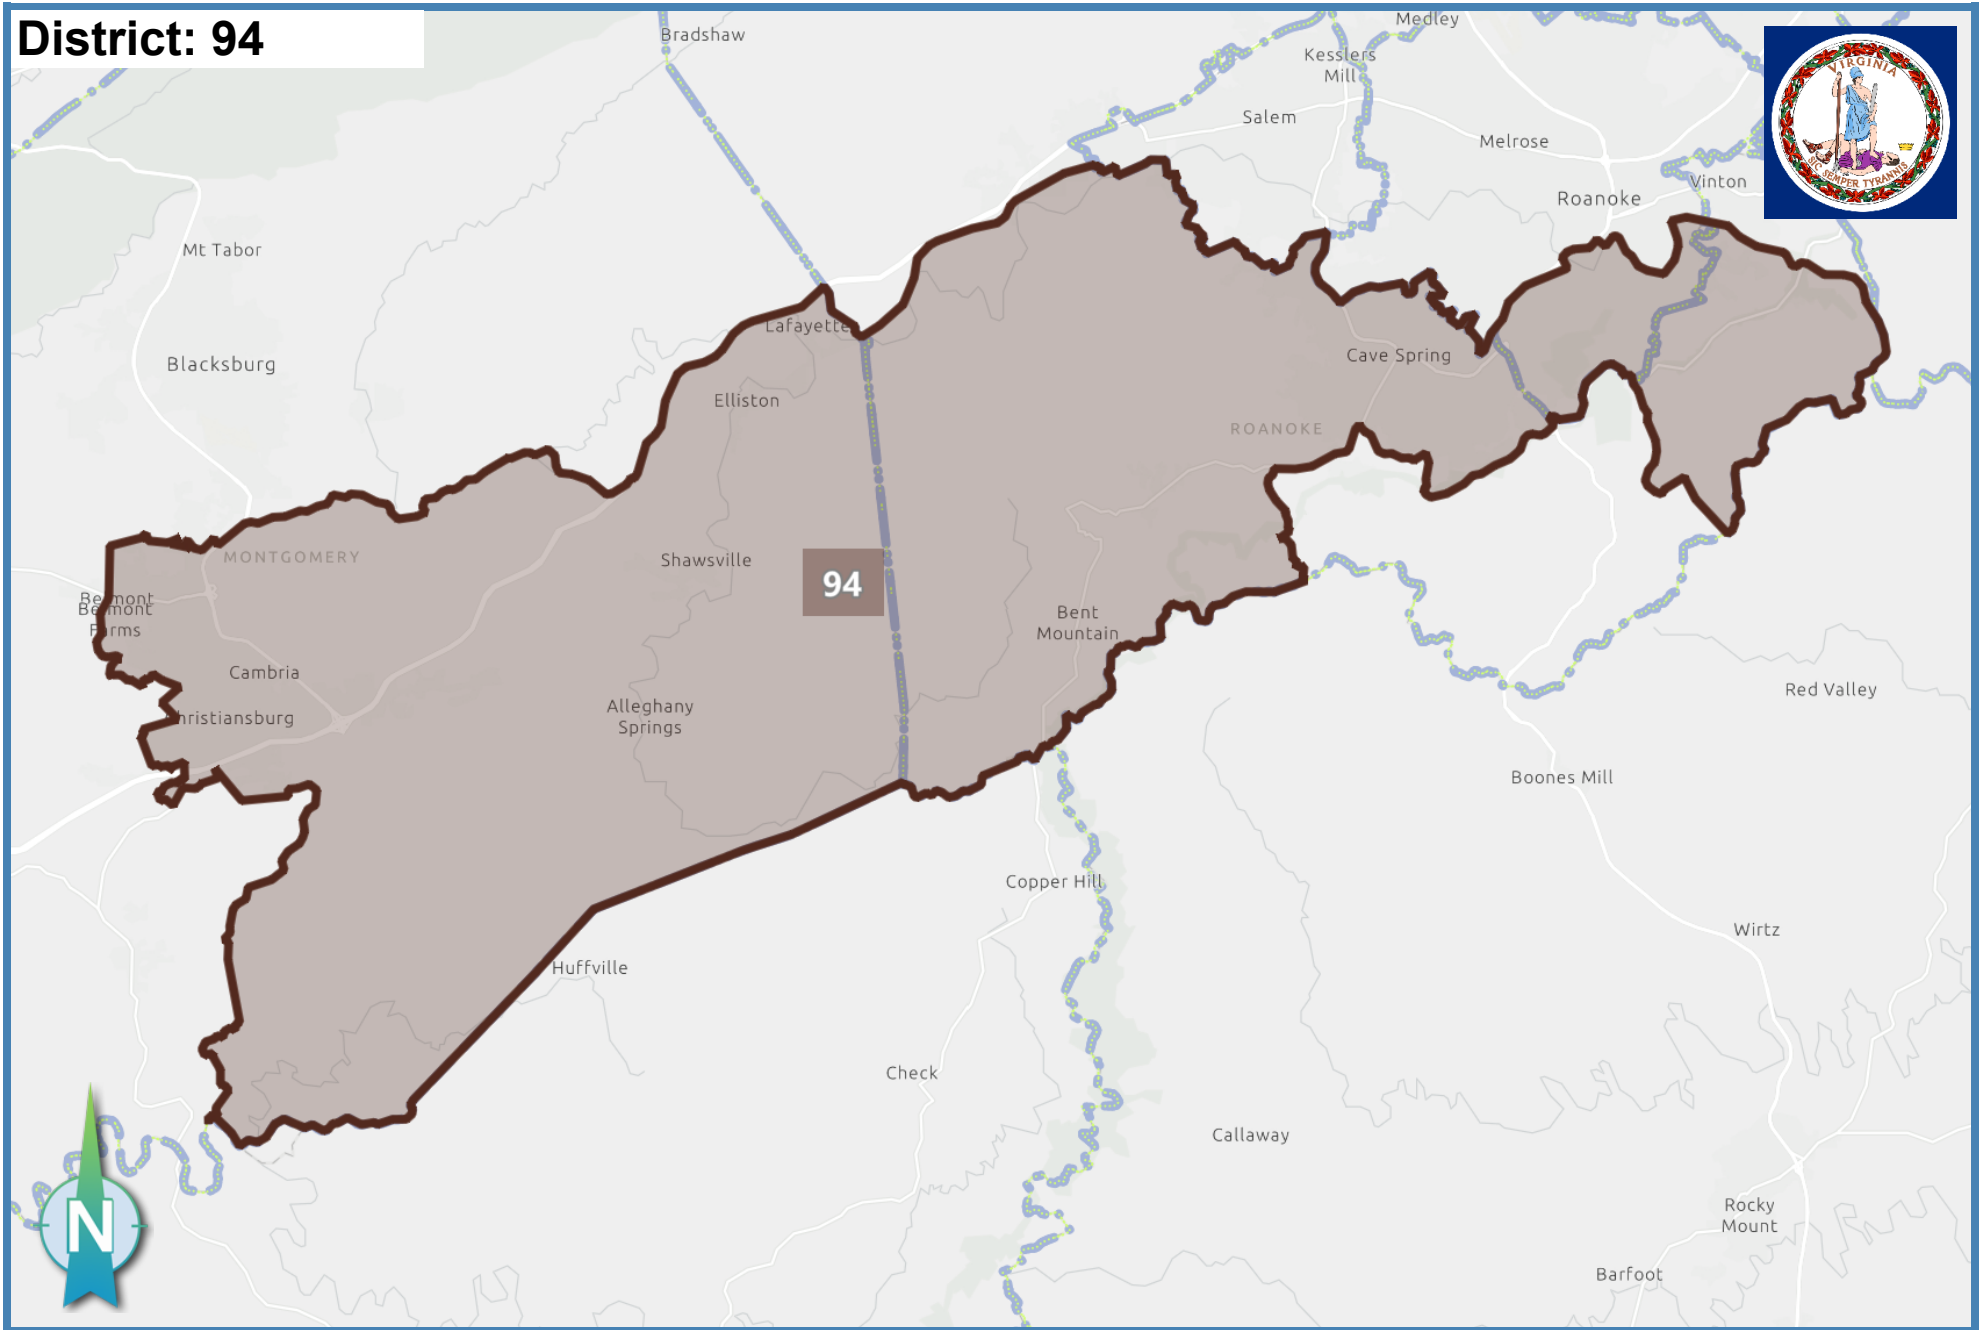 District: 94
Bradshaw
Medley
Kesslers
Mill
Salem
Melrose
Vinton
Roanoke
VIRGINIA
SIC SEMPER TYRANNIS
Mt Tabor
Lafayette
Blacksburg
Cave Spring
Elliston
ROANOKE
MONTGOMERY
Shawsville
94
Belmont
Belmont
Farms
Bent
Mountain
Cambria
Christiansburg
Alleghany
Springs
Red Valley
Boones Mill
Copper Hill
Wirtz
Huffville
Check
Callaway
N
Rocky
Mount
Barfoot